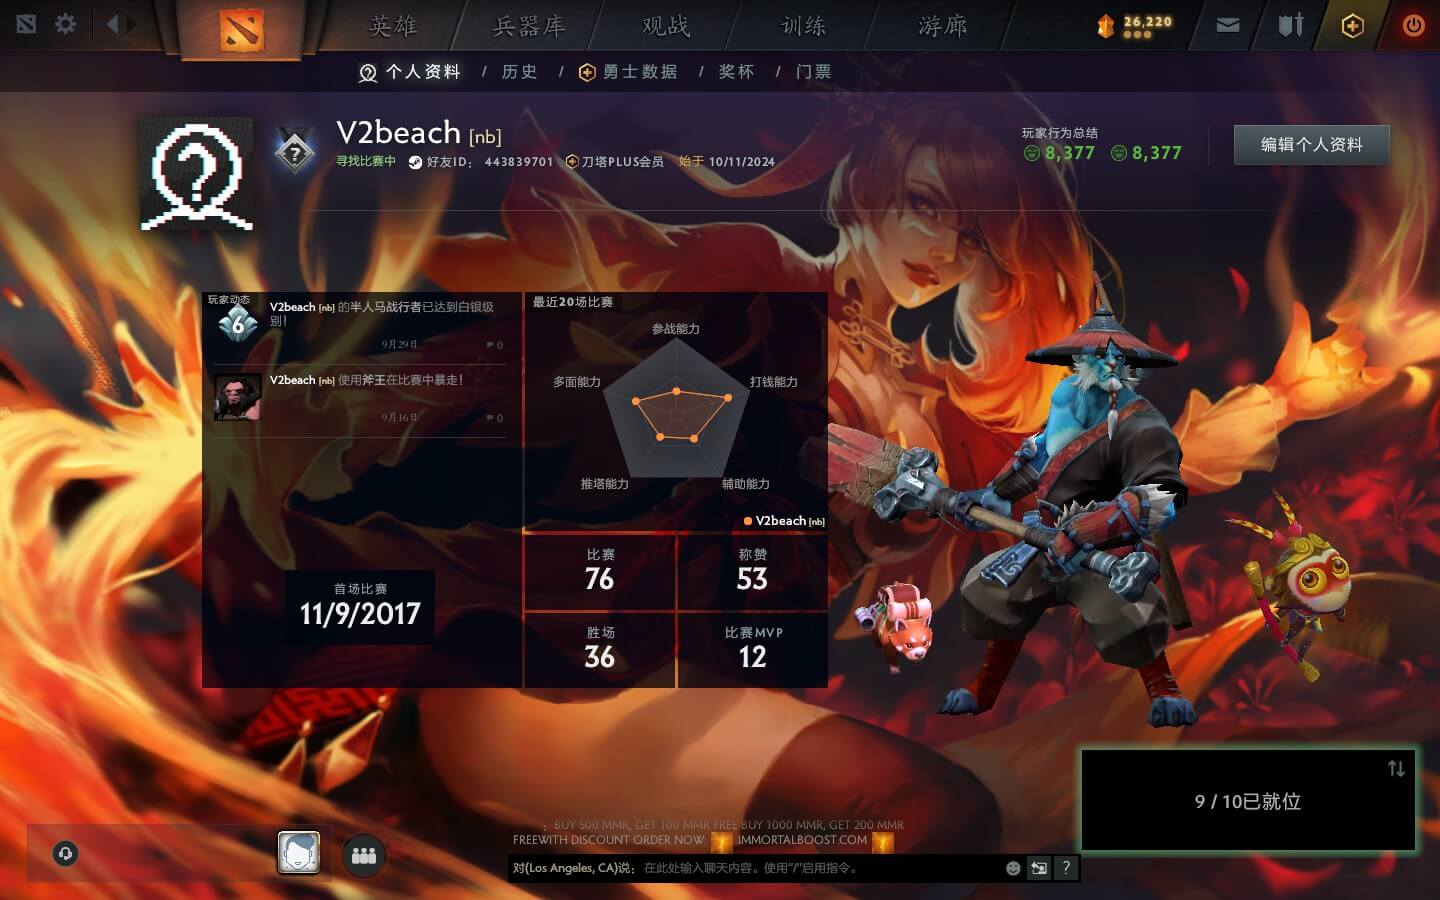 英雄
兵器库
观战
训练
游廊
26,220
个人资料 / 历史 / 勇士数据 / 奖杯 / 门票
V2beach [nb]
寻找比赛中 好友ID： 443839701 刀塔PLUS会员 始于 10/11/2024
玩家行为总结
8,377 8,377
编辑个人资料
玩家动态
6
V2beach [nb] 的半人马战行者已达到白银级别！
9月29日 0
V2beach [nb] 使用斧王在比赛中暴走！
9月16日 0
首场比赛
11/9/2017
最近20场比赛
参战能力
多面能力
打钱能力
推塔能力
辅助能力
V2beach [nb]
比赛
76
称赞
53
胜场
36
比赛MVP
12
9 / 10已就位
：BUY 500 MMR, GET 100 MMR FREE BUY 1000 MMR, GET 200 MMR
FREEWITH DISCOUNT ORDER NOW: IMMORTALBOOST.COM
对(Los Angeles, CA)说： 在此处输入聊天内容。使用“/”启用指令。
?